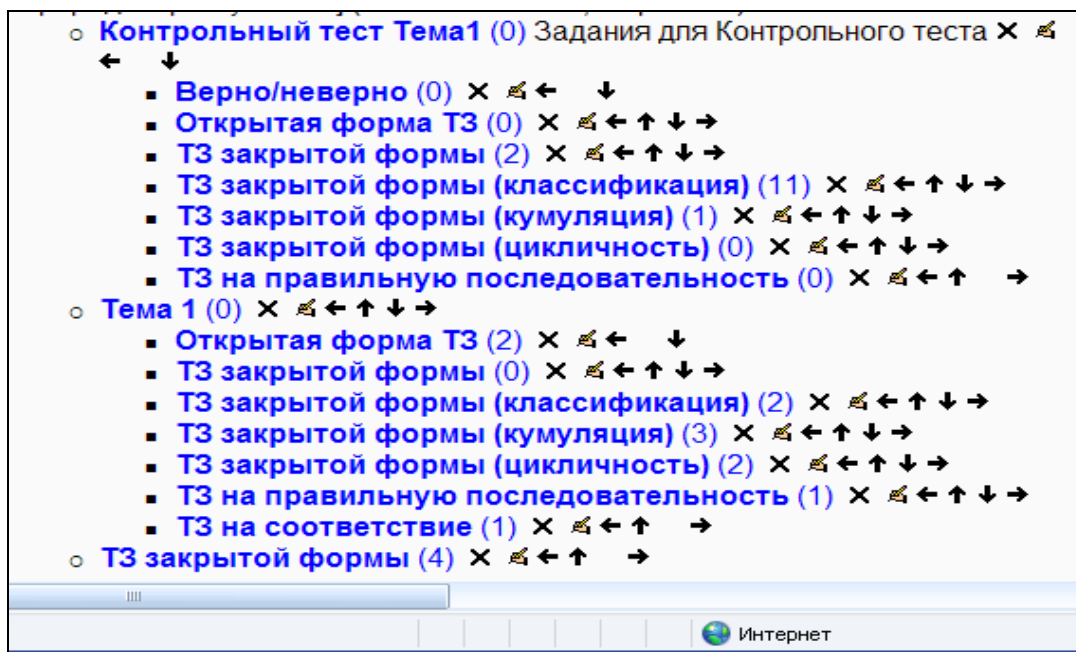 Контрольный тест Тема1 (0) Задания для Контрольного теста
Верно/неверно (0)
Открытая форма ТЗ (0)
ТЗ закрытой формы (2)
ТЗ закрытой формы (классификация) (11)
ТЗ закрытой формы (кумуляция) (1)
ТЗ закрытой формы (цикличность) (0)
ТЗ на правильную последовательность (0)
Тема 1 (0)
Открытая форма ТЗ (2)
ТЗ закрытой формы (0)
ТЗ закрытой формы (классификация) (2)
ТЗ закрытой формы (кумуляция) (3)
ТЗ закрытой формы (цикличность) (2)
ТЗ на правильную последовательность (1)
ТЗ на соответствие (1)
ТЗ закрытой формы (4)
Интернет